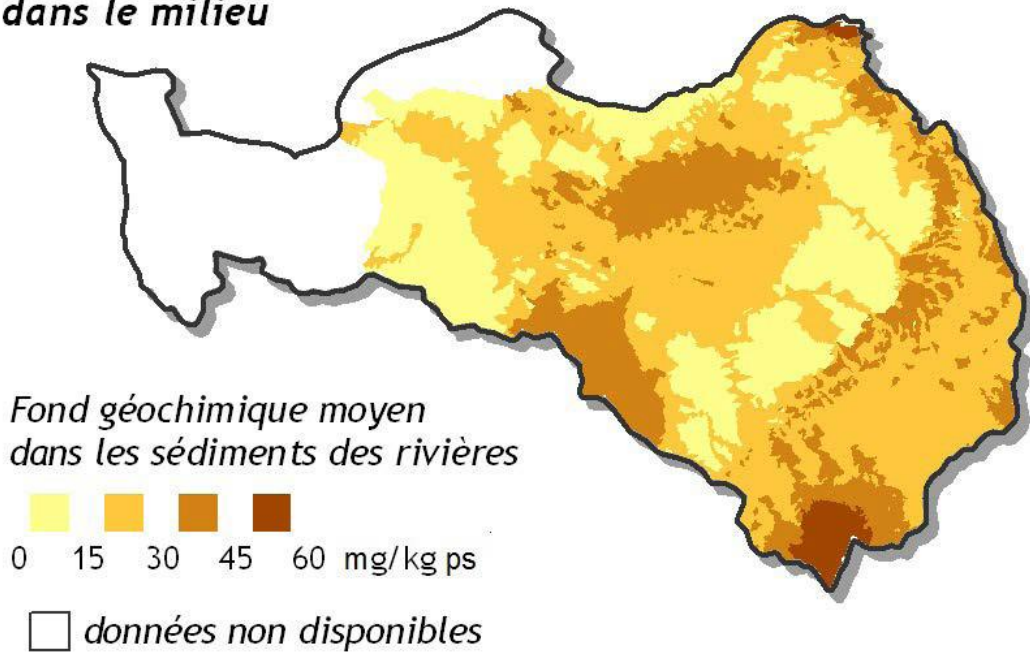 dans le milieu
Fond géochimique moyen
dans les sédiments des rivières
0 15 30 45 60 mg/kg ps
données non disponibles